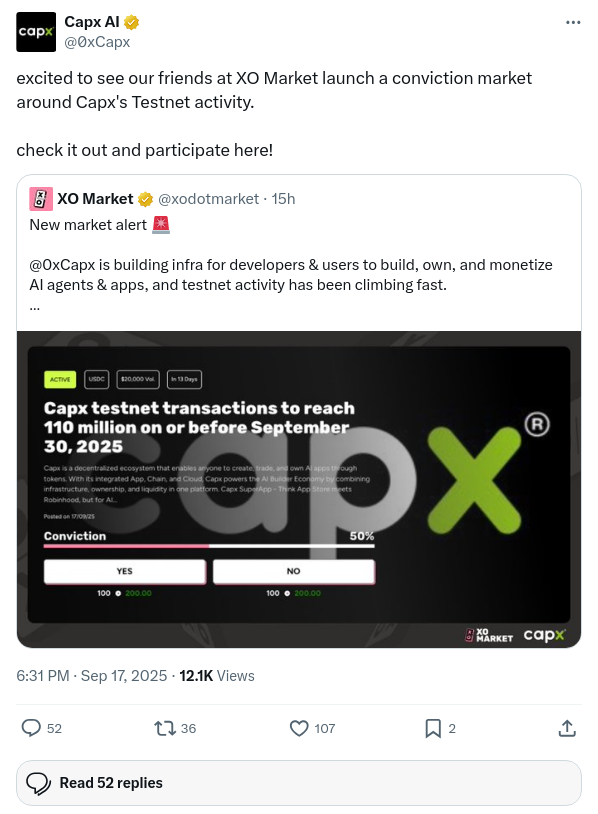 capx
Capx AI
@0xCapx
excited to see our friends at XO Market launch a conviction market
around Capx's Testnet activity.
check it out and participate here!
XO Market @xodotmarket · 15h
New market alert 🚨
@0xCapx is building infra for developers & users to build, own, and monetize
AI agents & apps, and testnet activity has been climbing fast.
...
ACTIVE USDC $20,000 Vol. In 13 Days
Capx testnet transactions to reach
110 million on or before September
30, 2025
Capx is a decentralized ecosystem that enables anyone to create, trade, and own AI apps through
tokens. With its integrated App, Chain, and Cloud. Capx powers the AI Builder Economy by combining
infrastructure, ownership, and liquidity in one platform. Capx SuperApp - Think App Store meets
Robinhood, but for AI...
Posted on 17/09/25
Conviction 50%
YES NO
100 200.00 100 200.00
capx ®
XO MARKET capx
6:31 PM · Sep 17, 2025 · 12.1K Views
52 36 107 2
Read 52 replies